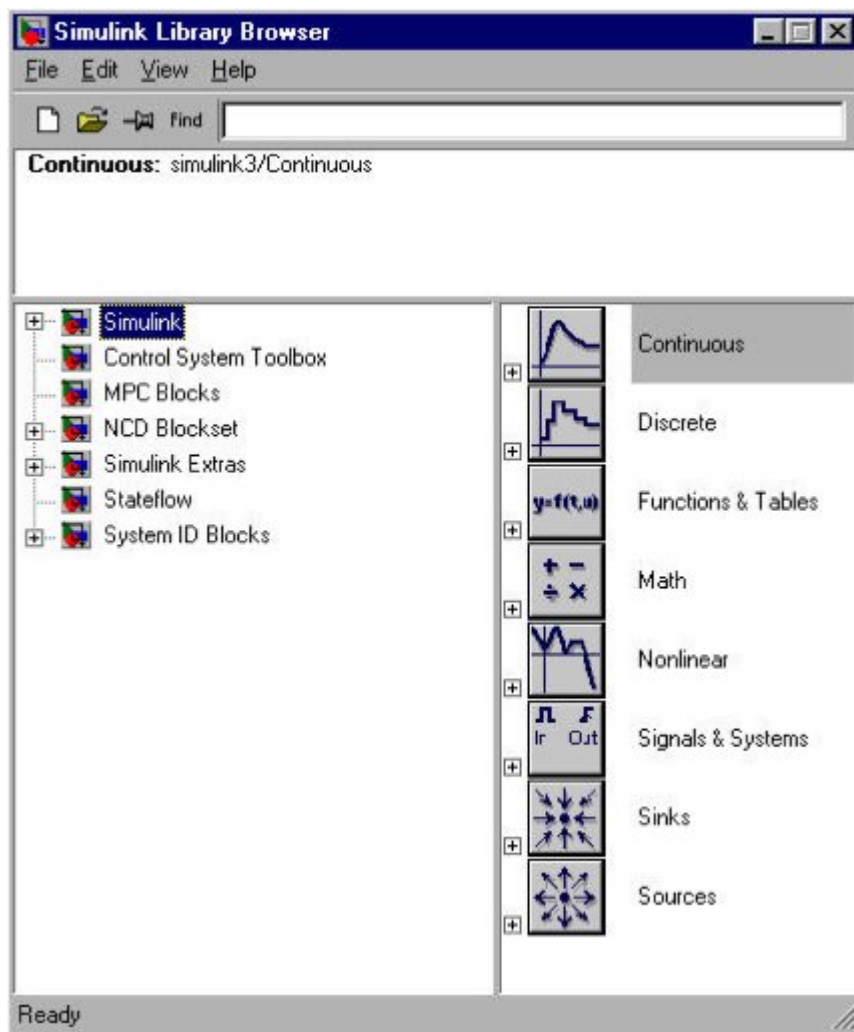 Simulink Library Browser
File Edit View Help
Find
Continuous: simulink3/Continuous
Simulink
Control System Toolbox
MPC Blocks
NCD Blockset
Simulink Extras
Stateflow
System ID Blocks
Continuous
Discrete
y=f(t,u)
Functions & Tables
+ −
÷ ×
Math
Nonlinear
In Out
Signals & Systems
Sinks
Sources
Ready